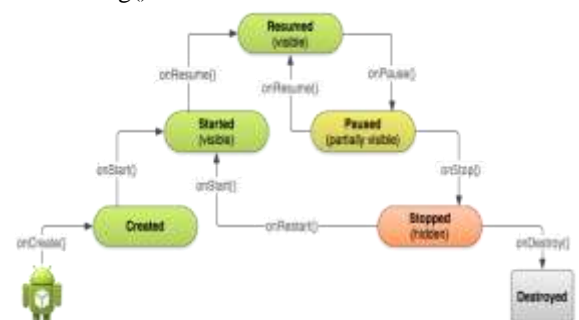 Resumed
(visible)
onResume()
onPause()
onResume()
Started
(visible)
Paused
(partially visible)
onStart()
onStart()
onStop()
Created
onRestart()
Stopped
(hidden)
onCreate()
onDestroy()
Destroyed